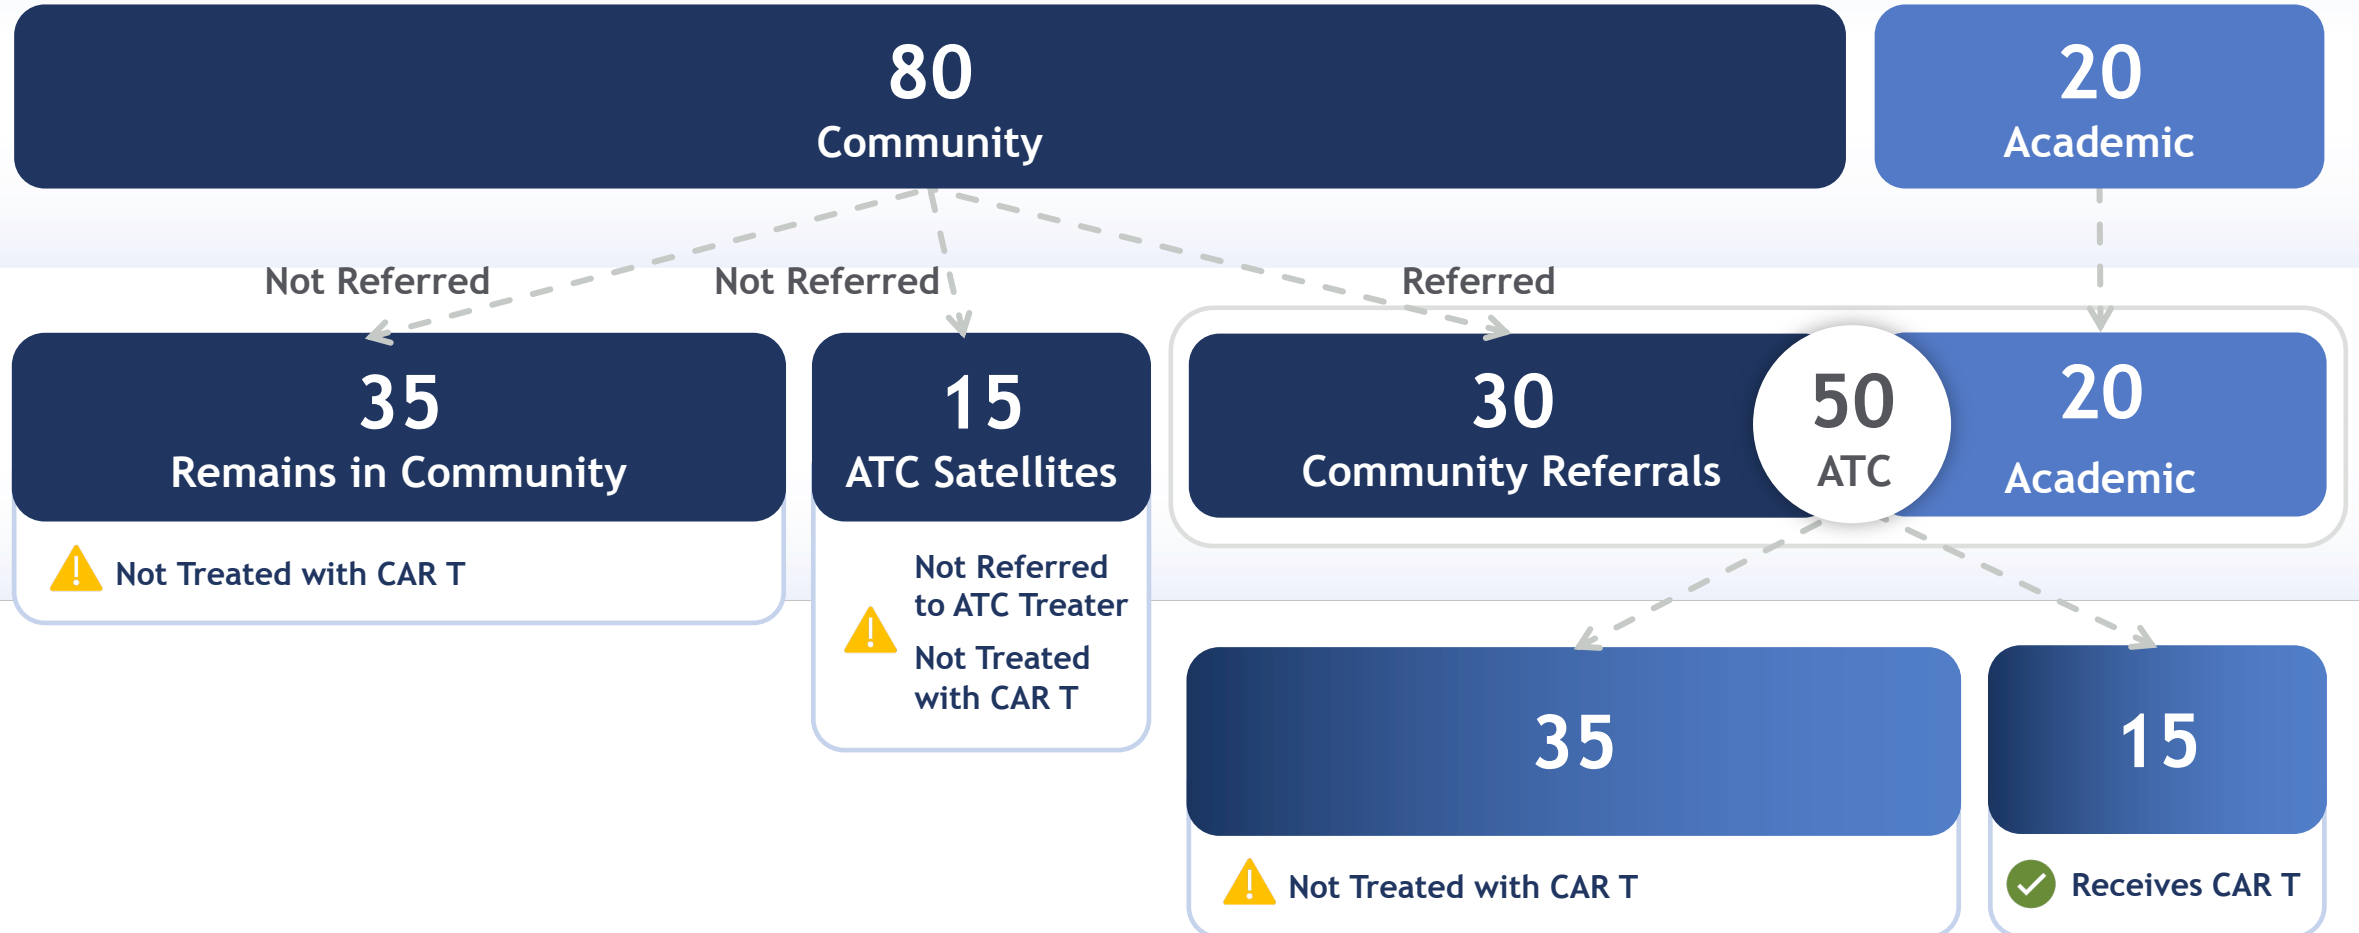 80
Community
20
Academic
Not Referred
Not Referred
Referred
35
Remains in Community
15
ATC Satellites
30
Community Referrals
50
ATC
20
Academic
Not Treated with CAR T
Not Referred
to ATC Treater
Not Treated
with CAR T
35
15
Not Treated with CAR T
Receives CAR T